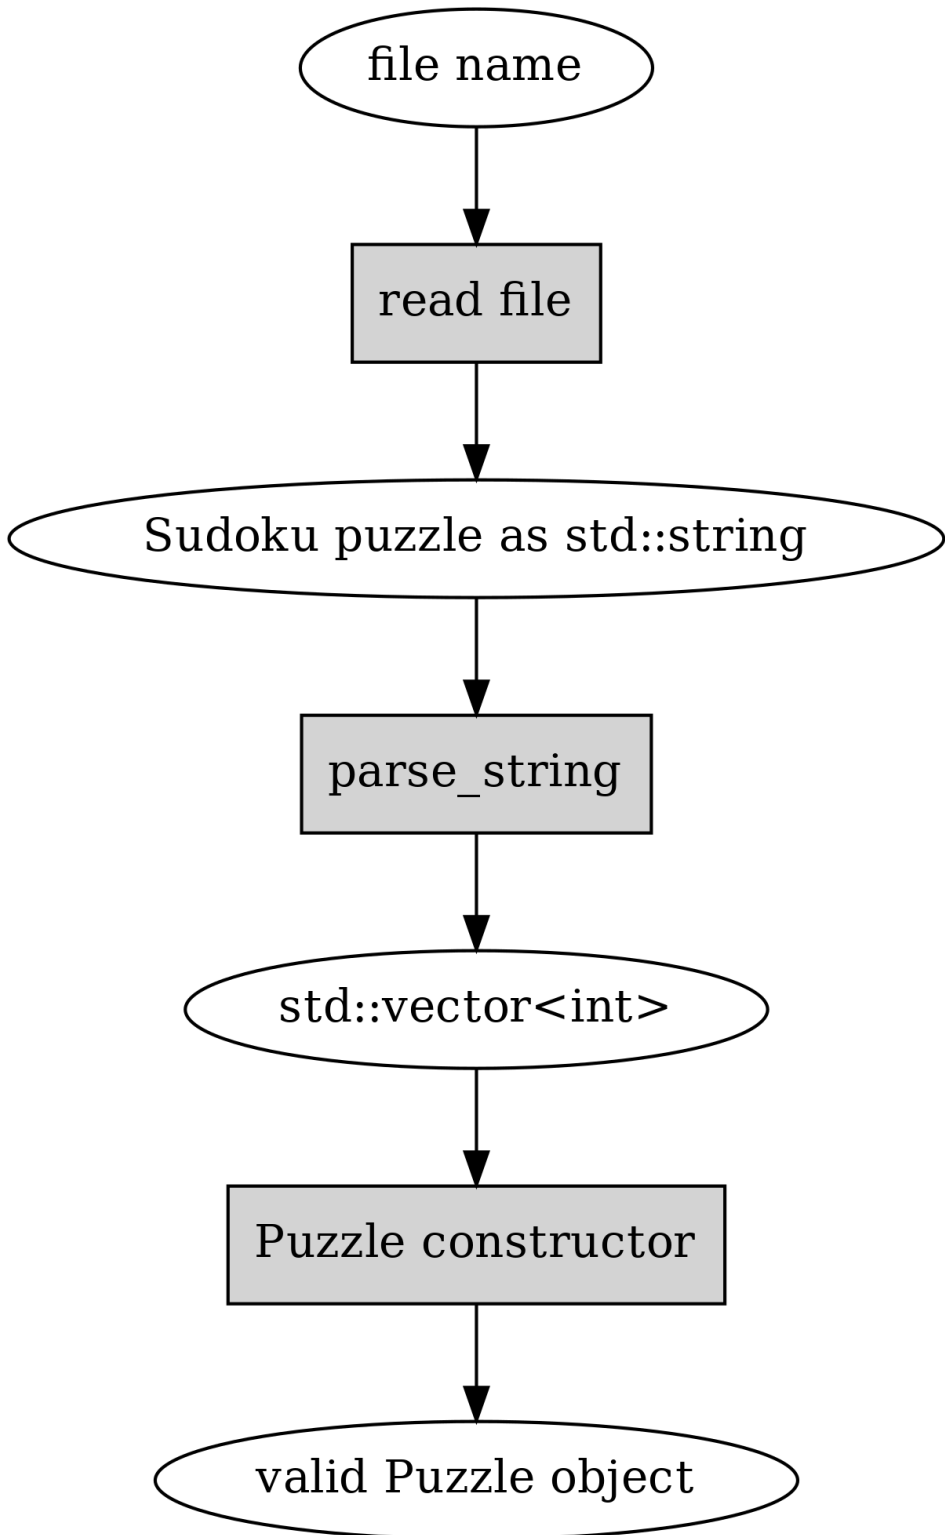 file name
read file
Sudoku puzzle as std::string
parse_string
std::vector<int>
Puzzle constructor
valid Puzzle object